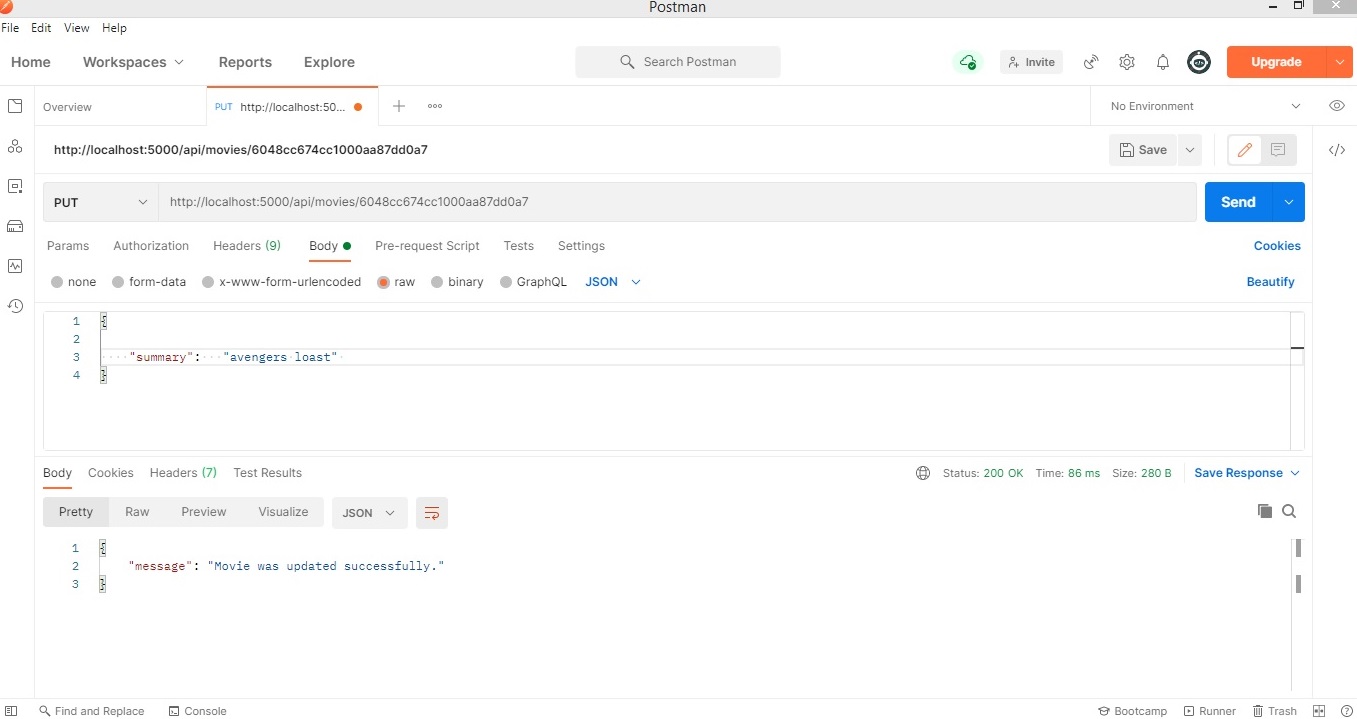 Postman
File Edit View Help
Home Workspaces Reports Explore Search Postman Invite Upgrade
Overview PUT http://localhost:50... No Environment
http://localhost:5000/api/movies/6048cc674cc1000aa87dd0a7 Save
PUT http://localhost:5000/api/movies/6048cc674cc1000aa87dd0a7 Send
Params Authorization Headers (9) Body Pre-request Script Tests Settings Cookies
none form-data x-www-form-urlencoded raw binary GraphQL JSON Beautify
1 {
2
3 "summary": "avengers loast"
4 }
Body Cookies Headers (7) Test Results Status: 200 OK Time: 86 ms Size: 280 B Save Response
Pretty Raw Preview Visualize JSON
1 {
2 "message": "Movie was updated successfully."
3 }
Find and Replace Console Bootcamp Runner Trash